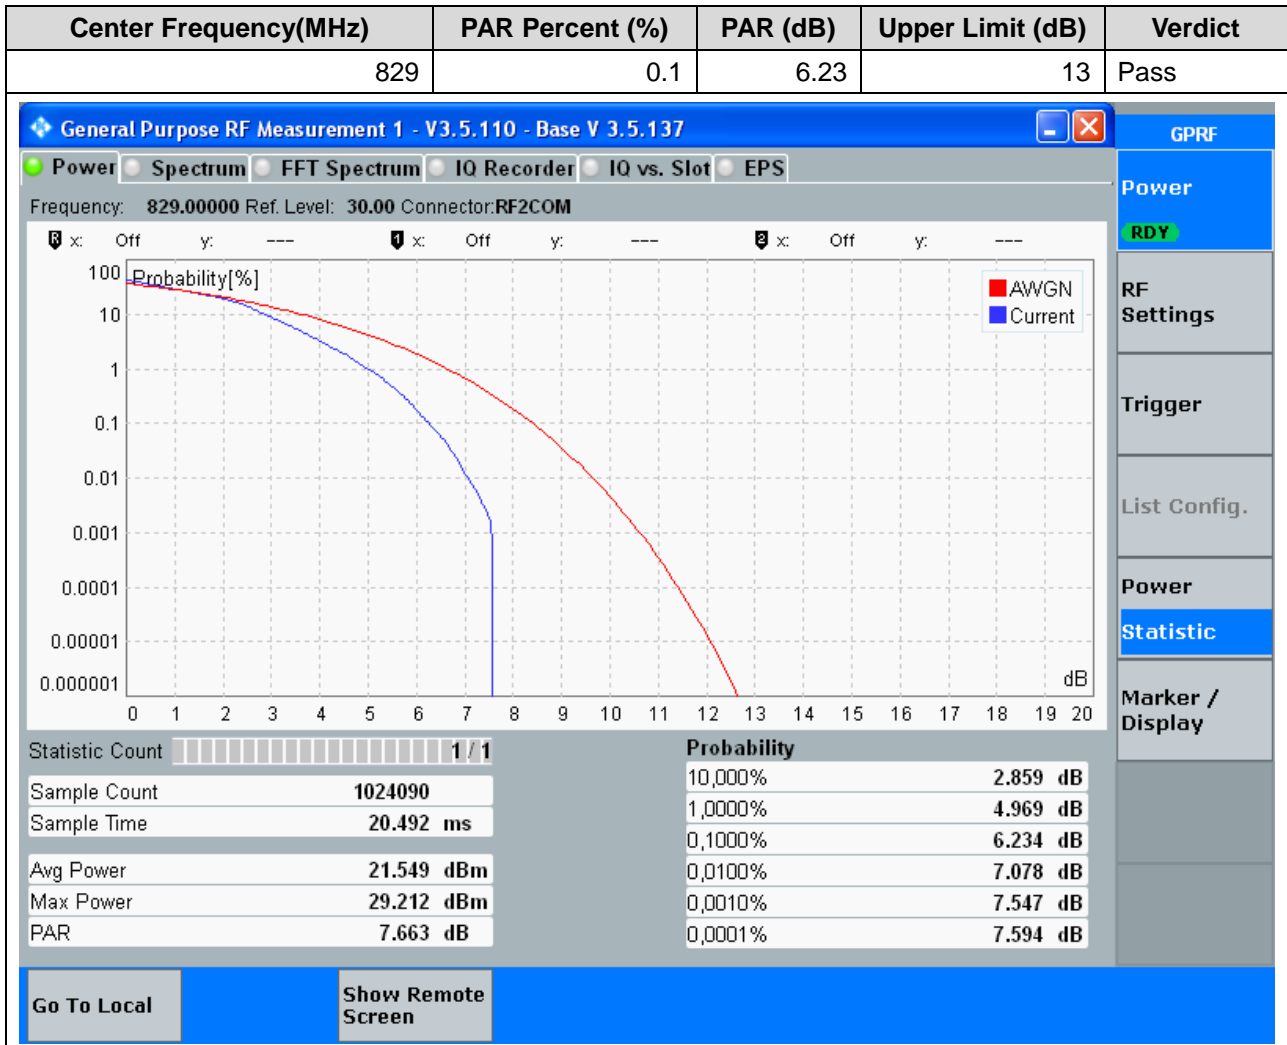 Center Frequency(MHz) PAR Percent (%) PAR (dB) Upper Limit (dB) Verdict
829 0.1 6.23 13 Pass
General Purpose RF Measurement 1 - V3.5.110 - Base V 3.5.137
GPRF
Power Spectrum FFT Spectrum IQ Recorder IQ vs. Slot EPS
Frequency: 829.00000 Ref. Level: 30.00 Connector:RF2COM
R x: Off y: --- 1 x: Off y: --- 2 x: Off y: ---
Probability[%]
AWGN
Current
100
10
1
0.1
0.01
0.001
0.0001
0.00001
0.000001
dB
0 1 2 3 4 5 6 7 8 9 10 11 12 13 14 15 16 17 18 19 20
Statistic Count 1 / 1
Sample Count 1024090
Sample Time 20.492 ms
Avg Power 21.549 dBm
Max Power 29.212 dBm
PAR 7.663 dB
Probability
10,000% 2.859 dB
1,0000% 4.969 dB
0,1000% 6.234 dB
0,0100% 7.078 dB
0,0010% 7.547 dB
0,0001% 7.594 dB
Power
RDY
RF
Settings
Trigger
List Config.
Power
Statistic
Marker /
Display
Go To Local
Show Remote
Screen